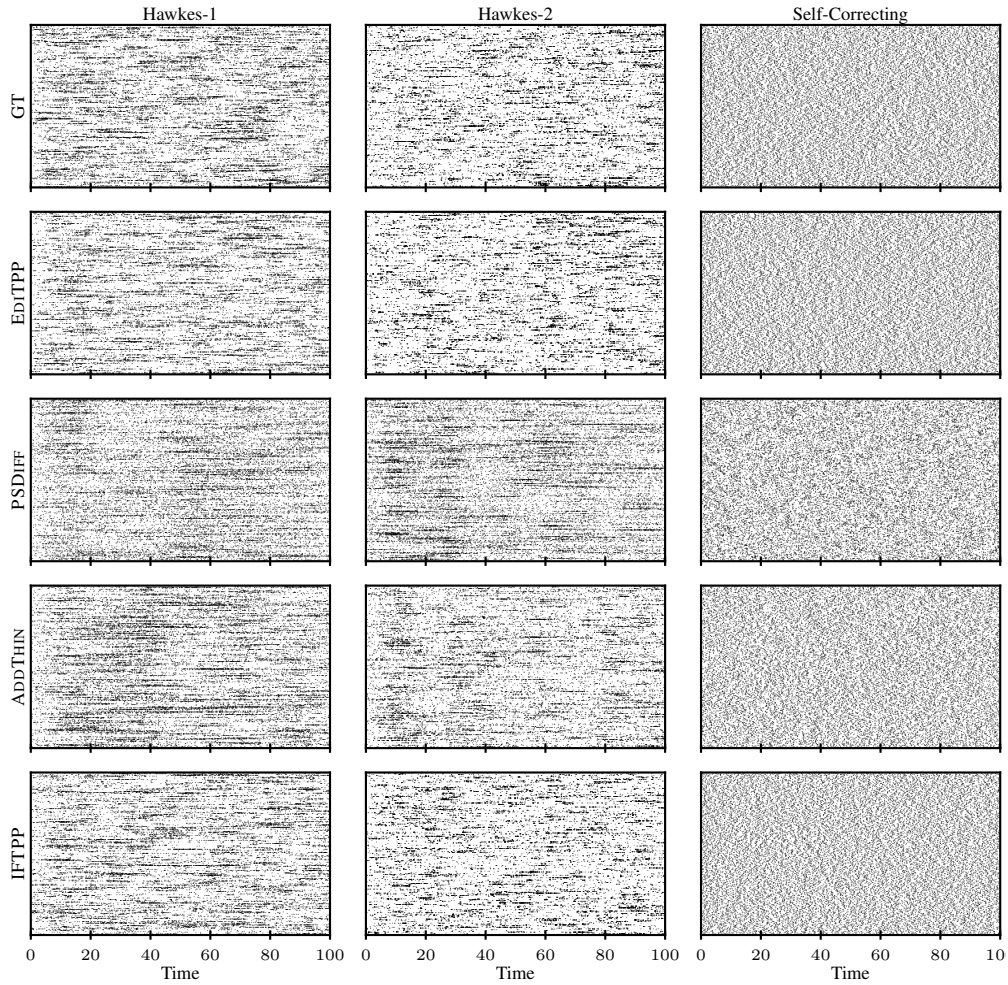 Hawkes-1 Hawkes-2 Self-Correcting
GT
EDITPP
PSDIFF
ADDTHIN
IFTPP
0 20 40 60 80 100 0 20 40 60 80 100 0 20 40 60 80 10
Time Time Time